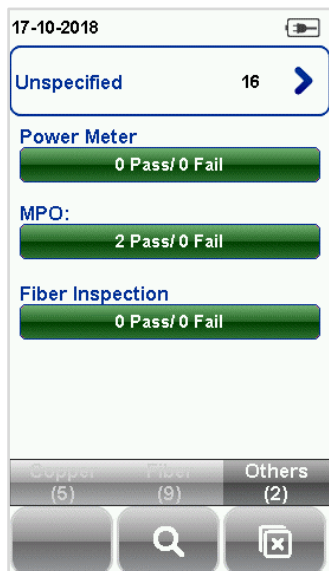 17-10-2018
Unspecified 16
Power Meter
0 Pass/ 0 Fail
MPO:
2 Pass/ 0 Fail
Fiber Inspection
0 Pass/ 0 Fail
Copper Fiber Others
(5) (9) (2)